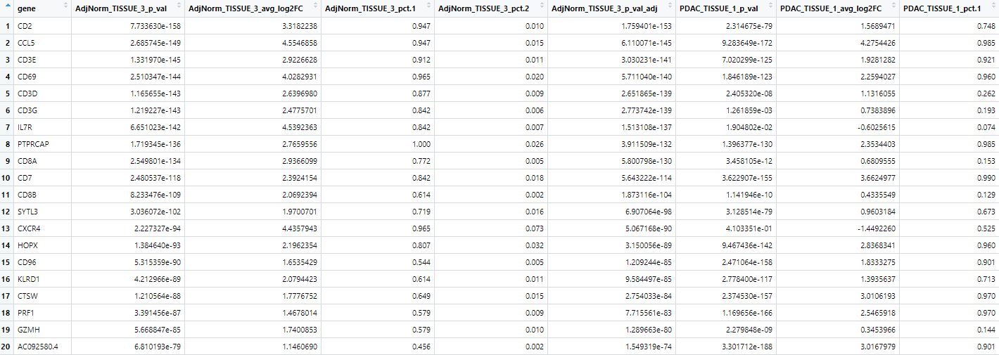 gene AdjNorm_TISSUE_3_p_val AdjNorm_TISSUE_3_avg_log2FC AdjNorm_TISSUE_3_pct.1 AdjNorm_TISSUE_3_pct.2 AdjNorm_TISSUE_3_p_val_adj PDAC_TISSUE_1_p_val PDAC_TISSUE_1_avg_log2FC PDAC_TISSUE_1_pct.1
1 CD2 7.733630e-158 3.3182238 0.947 0.010 1.759401e-153 2.314675e-79 1.5689471 0.748
2 CCL5 2.685745e-149 4.5546858 0.947 0.015 6.110071e-145 9.283649e-172 4.2754426 0.985
3 CD3E 1.331970e-145 2.9226628 0.912 0.011 3.030231e-141 7.020299e-125 1.9281282 0.921
4 CD69 2.510347e-144 4.0282931 0.965 0.020 5.711040e-140 1.846189e-123 2.2594027 0.960
5 CD3D 1.165655e-143 2.6396980 0.877 0.009 2.651865e-139 2.405320e-08 1.1316055 0.262
6 CD3G 1.219227e-143 2.4775701 0.842 0.006 2.773742e-139 1.261859e-03 0.7383896 0.193
7 IL7R 6.651023e-142 4.5392363 0.842 0.007 1.513108e-137 1.904802e-02 -0.6025615 0.074
8 PTPRCAP 1.719345e-136 2.7659556 1.000 0.026 3.911509e-132 1.396377e-130 2.3534403 0.985
9 CD8A 2.549801e-134 2.9366099 0.772 0.005 5.800798e-130 3.458105e-12 0.6809555 0.153
10 CD7 2.480537e-118 2.3924154 0.842 0.018 5.643222e-114 3.622907e-155 3.6624977 0.990
11 CD8B 8.233476e-109 2.0692394 0.614 0.002 1.873116e-104 1.141946e-10 0.4335549 0.129
12 SYTL3 3.036072e-102 1.9700701 0.719 0.016 6.907064e-98 3.128514e-79 0.9603184 0.673
13 CXCR4 2.227327e-94 4.4357943 0.965 0.073 5.067168e-90 4.103351e-01 -1.4492260 0.525
14 HOPX 1.384640e-93 2.1962354 0.807 0.032 3.150056e-89 9.467436e-142 2.8368341 0.960
15 CD96 5.315359e-90 1.6535429 0.544 0.005 1.209244e-85 2.471064e-158 1.8333275 0.901
16 KLRD1 4.212966e-89 2.0794423 0.614 0.011 9.584497e-85 2.778400e-117 1.3935637 0.713
17 CTSW 1.210564e-88 1.7776752 0.649 0.015 2.754033e-84 2.374530e-157 3.0106193 0.970
18 PRF1 3.391456e-87 1.4678014 0.579 0.009 7.715561e-83 1.169656e-166 2.5465918 0.970
19 GZMH 5.668847e-85 1.7400853 0.579 0.010 1.289663e-80 2.279848e-09 0.3453966 0.144
20 AC092580.4 6.810193e-79 1.1460690 0.456 0.002 1.549319e-74 3.301712e-188 3.0167979 0.901